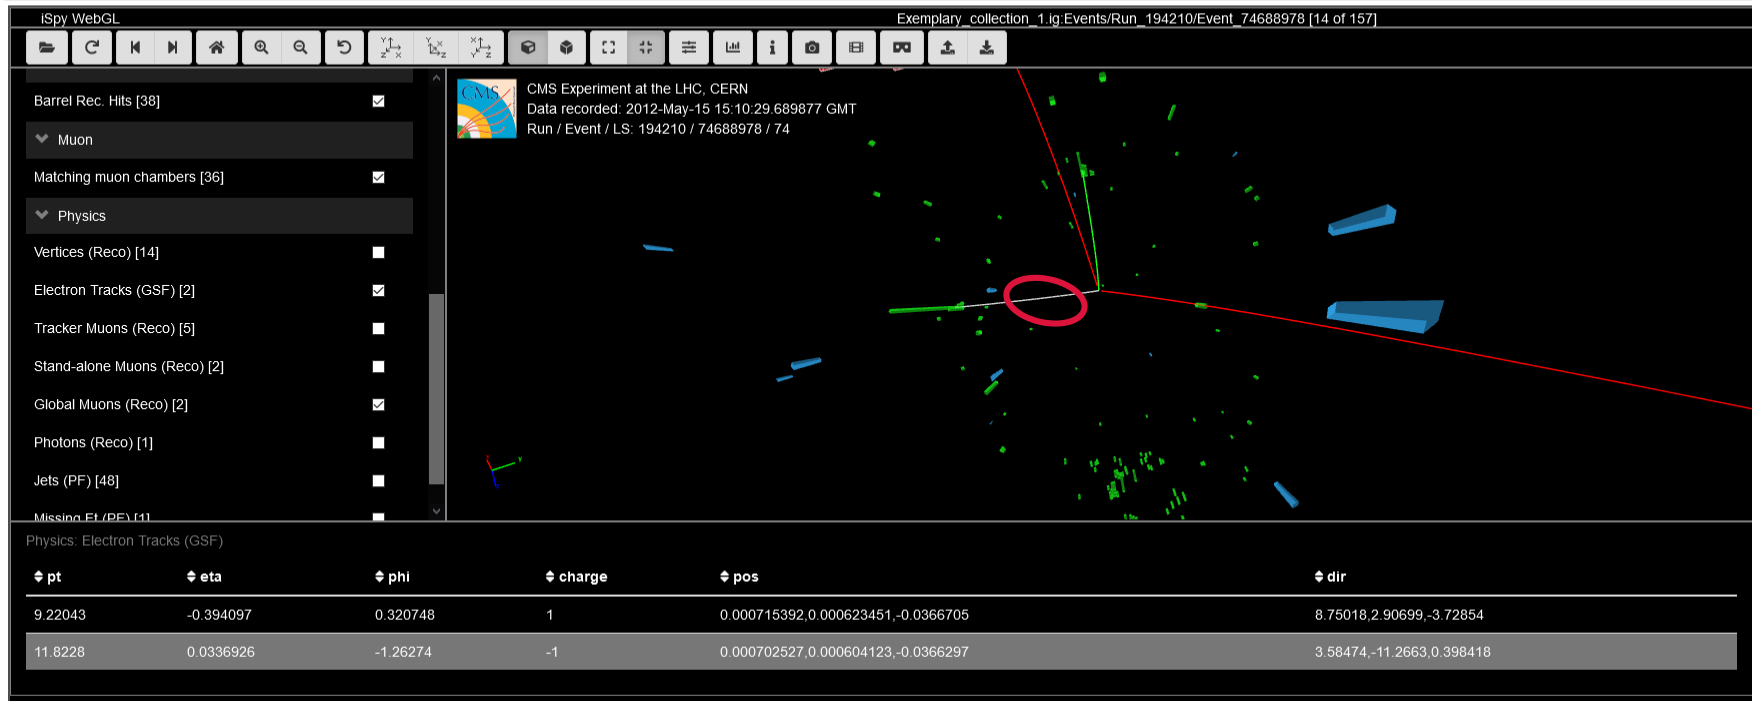 iSpy WebGL
Exemplary_collection_1.ig:Events/Run_194210/Event_74688978 [14 of 157]
CMS
CMS Experiment at the LHC, CERN
Data recorded: 2012-May-15 15:10:29.689877 GMT
Run / Event / LS: 194210 / 74688978 / 74
Barrel Rec. Hits [38]
Muon
Matching muon chambers [36]
Physics
Vertices (Reco) [14]
Electron Tracks (GSF) [2]
Tracker Muons (Reco) [5]
Stand-alone Muons (Reco) [2]
Global Muons (Reco) [2]
Photons (Reco) [1]
Jets (PF) [48]
Missing Et (PF) [1]
Physics: Electron Tracks (GSF)
pt eta phi charge pos dir
9.22043 -0.394097 0.320748 1 0.000715392,0.000623451,-0.0366705 8.75018,2.90699,-3.72854
11.8228 0.0336926 -1.26274 -1 0.000702527,0.000604123,-0.0366297 3.58474,-11.2663,0.398418